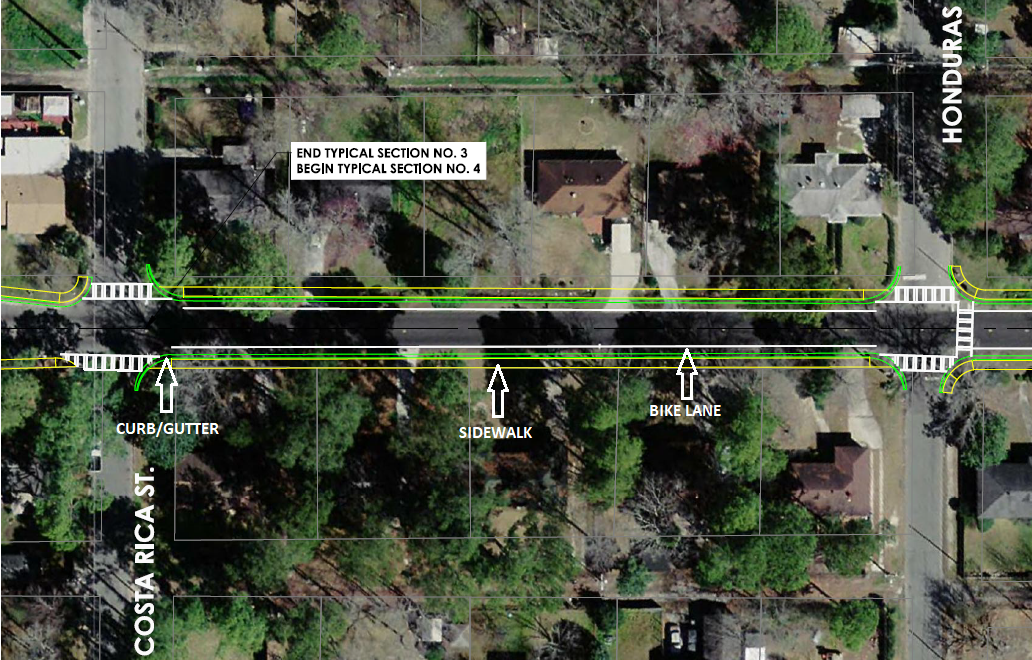 HONDURAS
END TYPICAL SECTION NO. 3
BEGIN TYPICAL SECTION NO. 4
CURB/GUTTER
SIDEWALK
BIKE LANE
COSTA RICA ST.